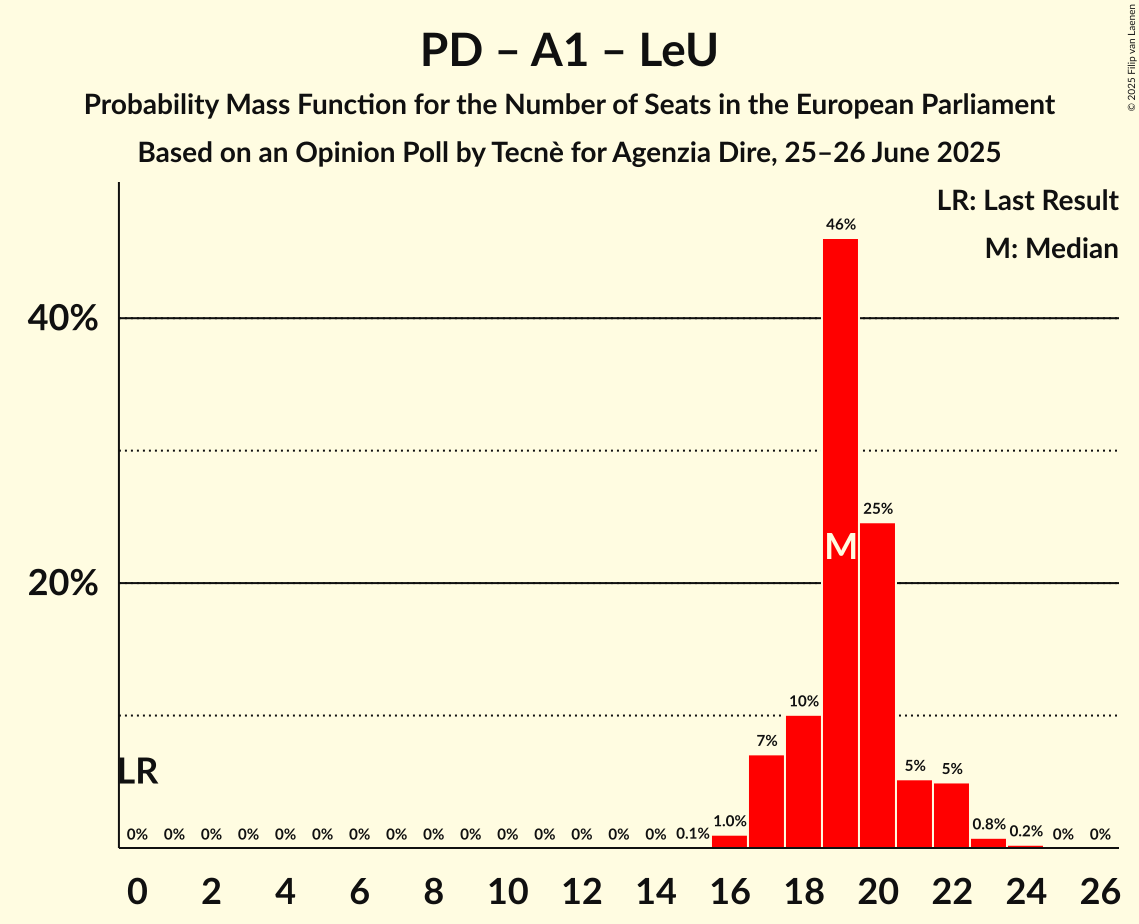 PD – A1 – LeU
Probability Mass Function for the Number of Seats in the European Parliament
Based on an Opinion Poll by Tecnè for Agenzia Dire, 25–26 June 2025
© 2025 Filip van Laenen
LR: Last Result
M: Median
46%
40%
25%
M
20%
10%
7%
5%
5%
LR
0% 0% 0% 0% 0% 0% 0% 0% 0% 0% 0% 0% 0% 0% 0% 0.1% 1.0% 0.8% 0.2% 0% 0%
0 2 4 6 8 10 12 14 16 18 20 22 24 26